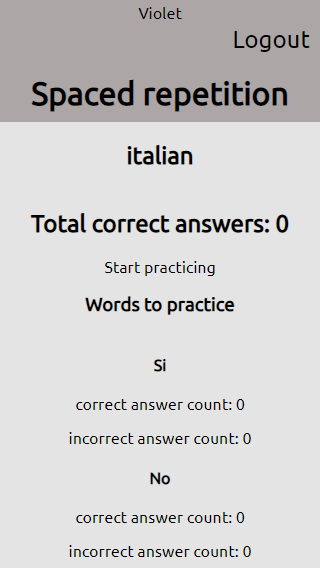 Violet
Logout
Spaced repetition
italian
Total correct answers: 0
Start practicing
Words to practice
Si
correct answer count: 0
incorrect answer count: 0
No
correct answer count: 0
incorrect answer count: 0